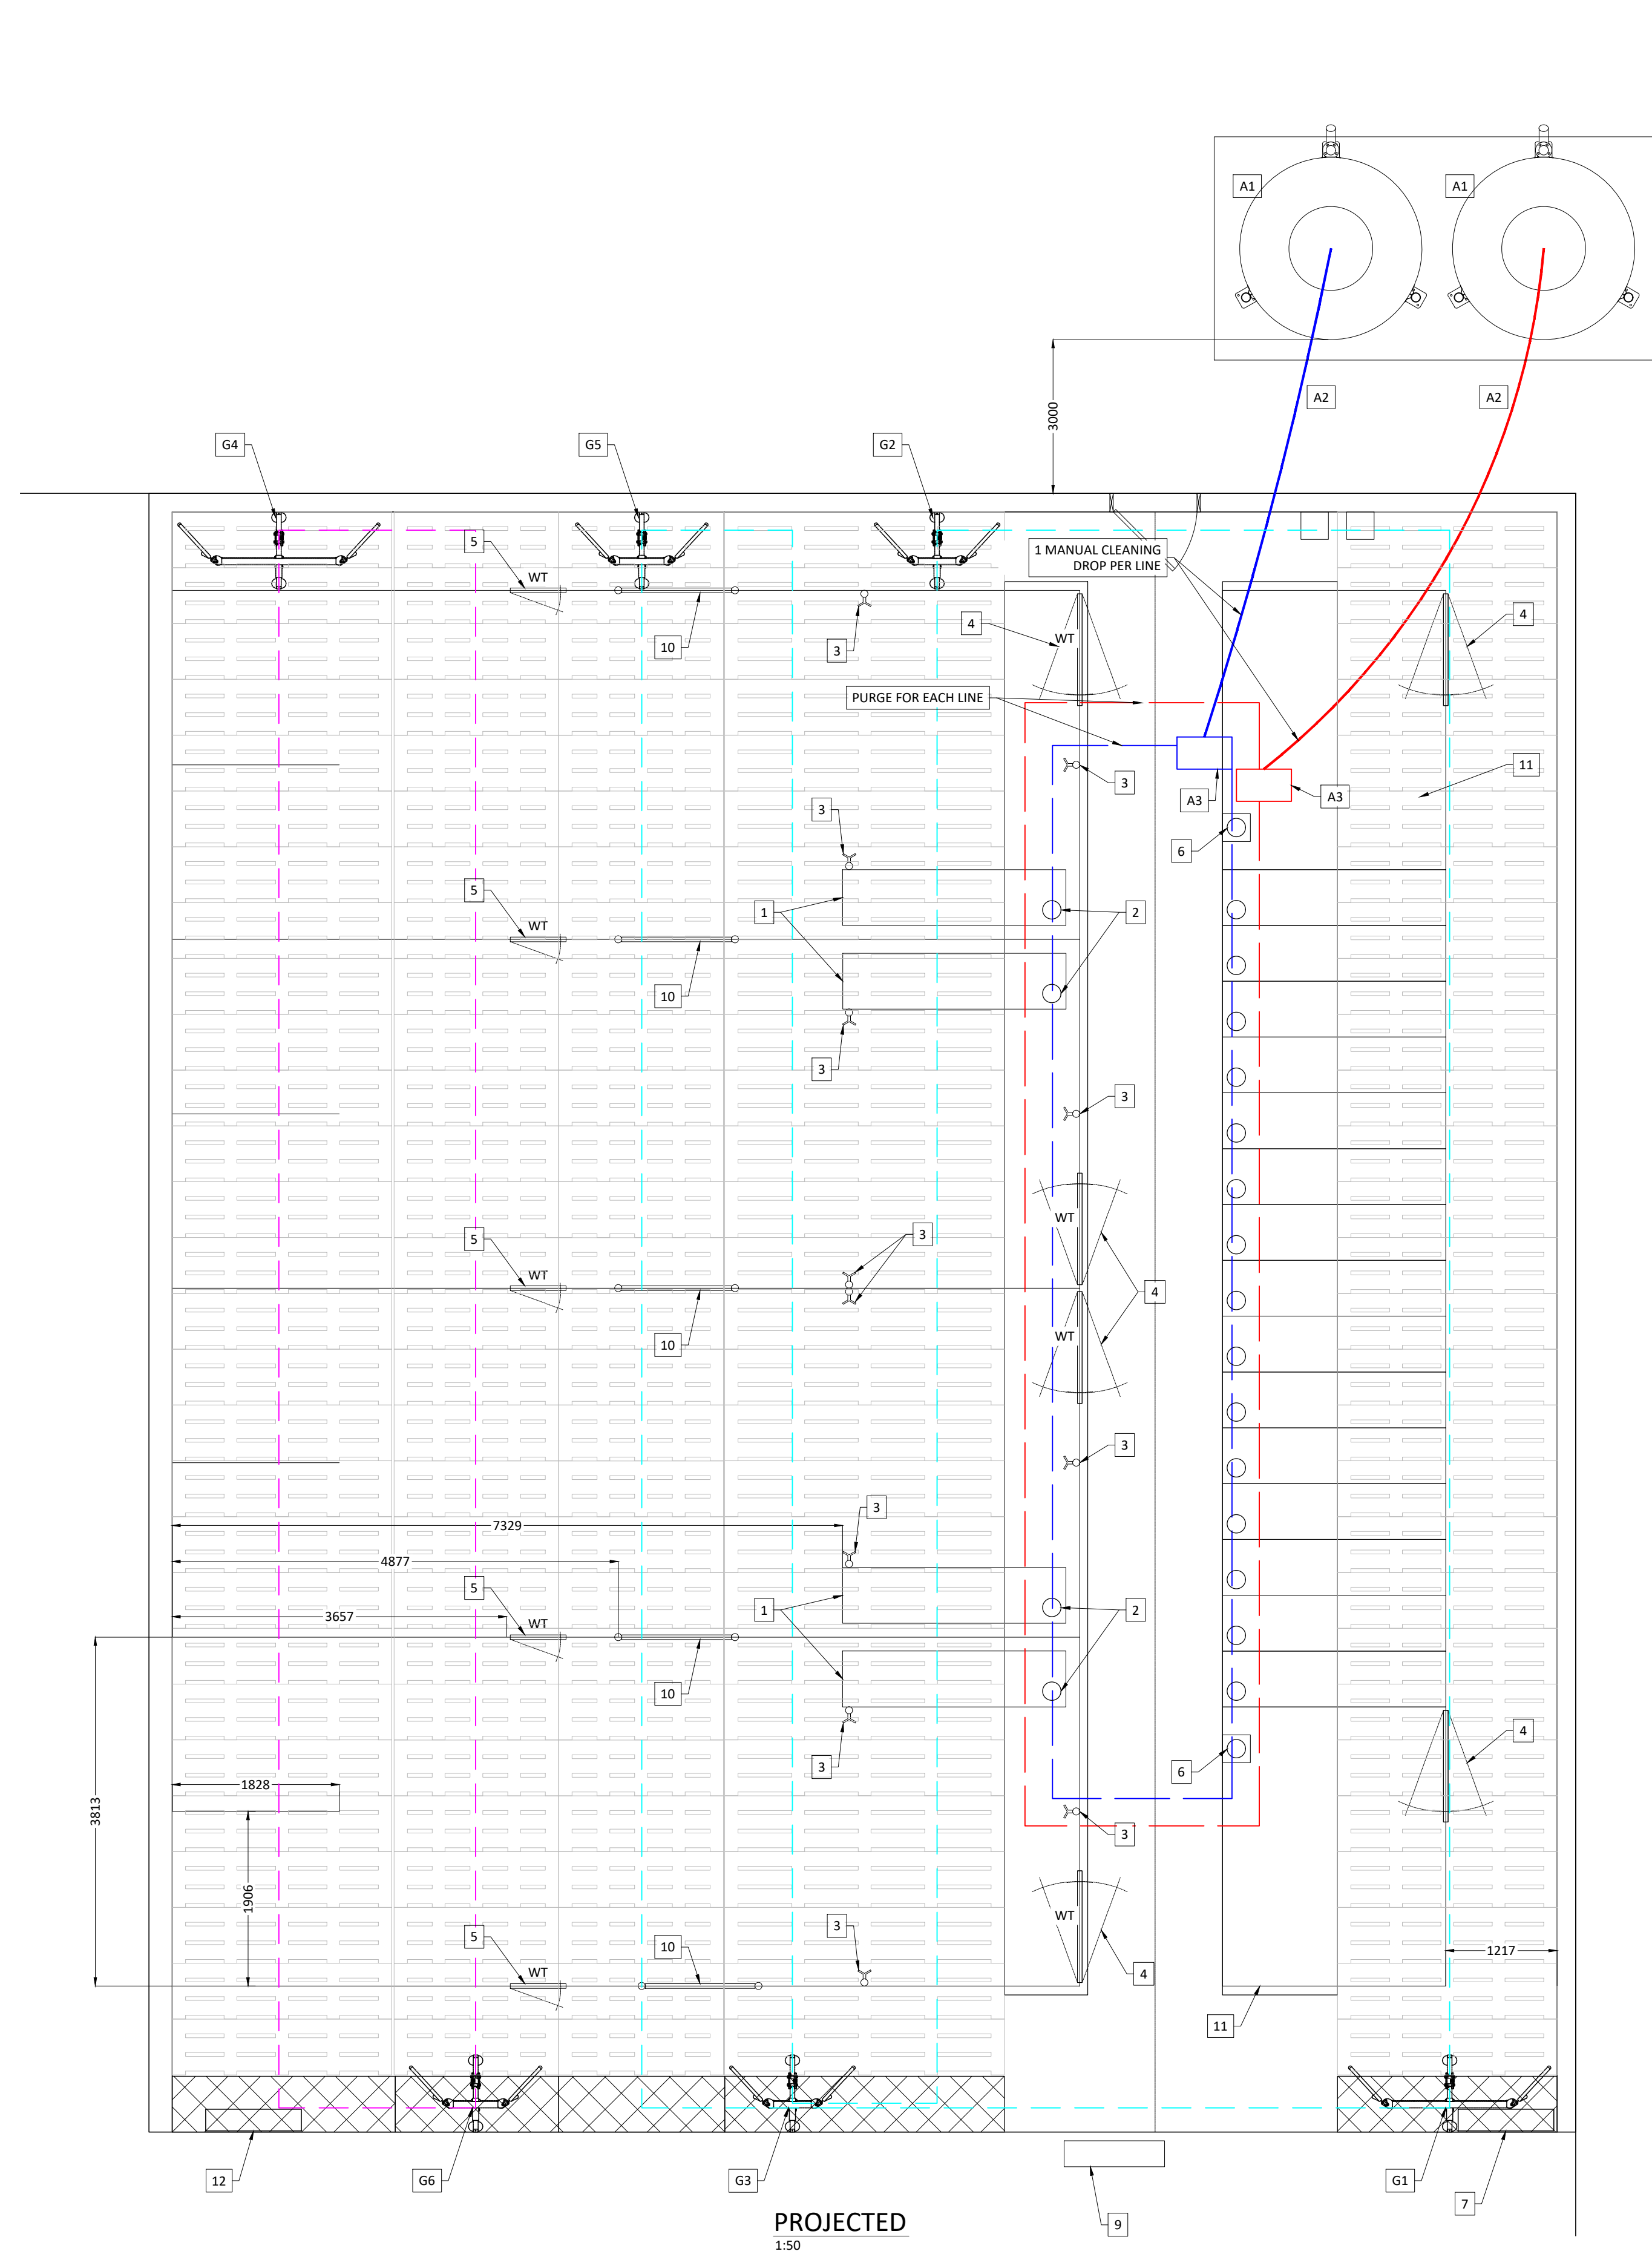 A1
A1
A2
A2
3000
G4
G5
G2
5
WT
1 MANUAL CLEANING
DROP PER LINE
4
WT
4
10
3
PURGE FOR EACH LINE
3
11
A3
A3
3
6
5
WT
1
2
10
3
3
WT
5
WT
3
4
WT
10
3
3
7329
4877
5
3657
WT
1
2
10
3
4
6
1828
3813
3
1906
3
WT
5
WT
10
1217
4
11
12
G6
G3
G1
7
9
PROJECTED
1:50